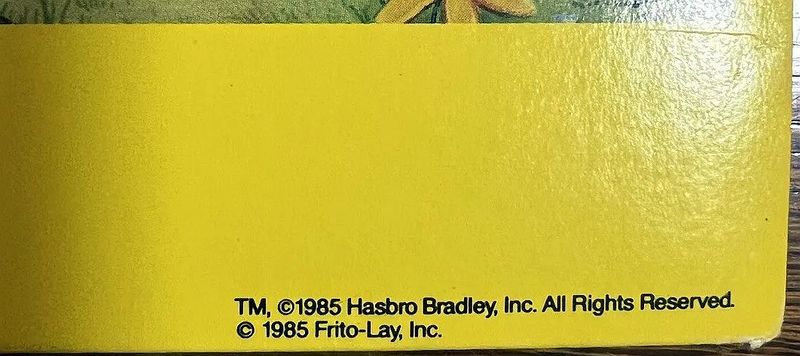 TM, ©1985 Hasbro Bradley, Inc. All Rights Reserved.
© 1985 Frito-Lay, Inc.